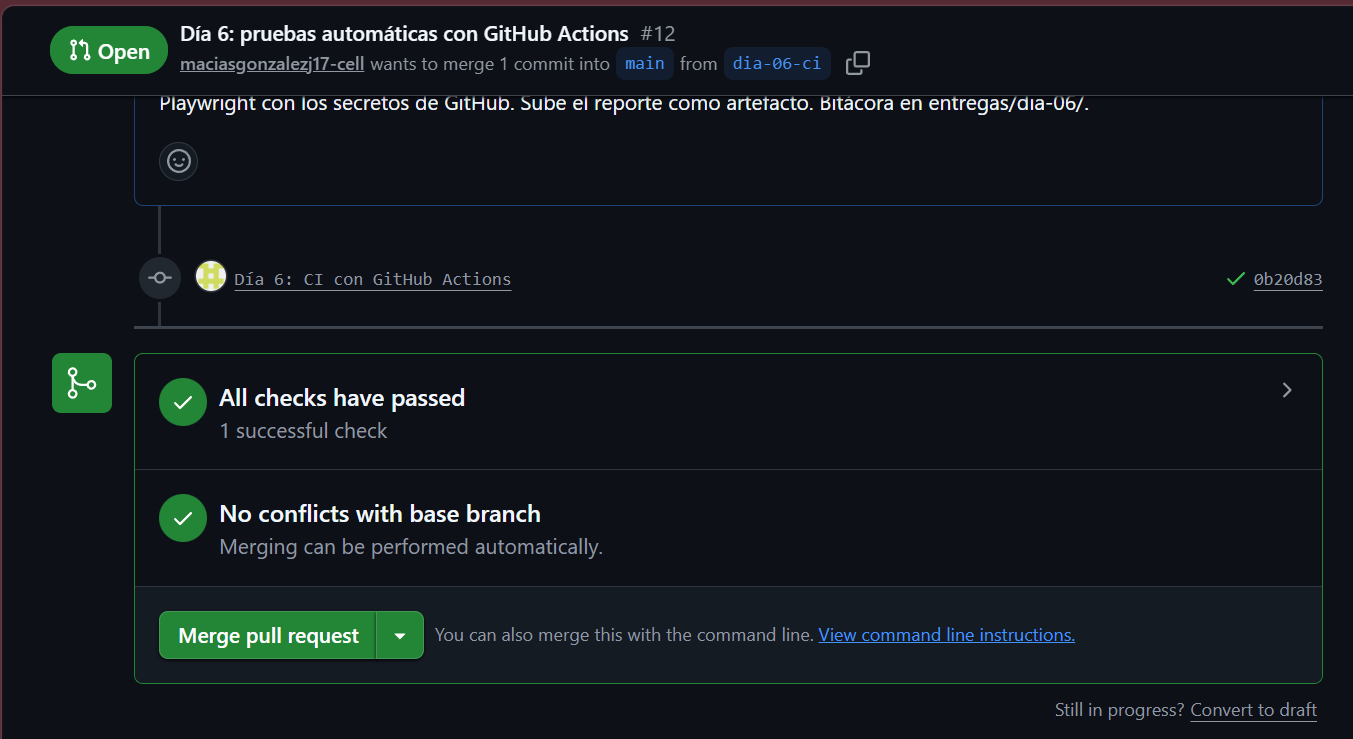 Open
Día 6: pruebas automáticas con GitHub Actions #12
maciasgonzalezj17-cell wants to merge 1 commit into main from dia-06-ci
Playwright con los secretos de GitHub. Sube el reporte como artefacto. Bitácora en entregas/dia-06/.
Día 6: CI con GitHub Actions 0b20d83
All checks have passed
1 successful check
No conflicts with base branch
Merging can be performed automatically.
Merge pull request You can also merge this with the command line. View command line instructions.
Still in progress? Convert to draft